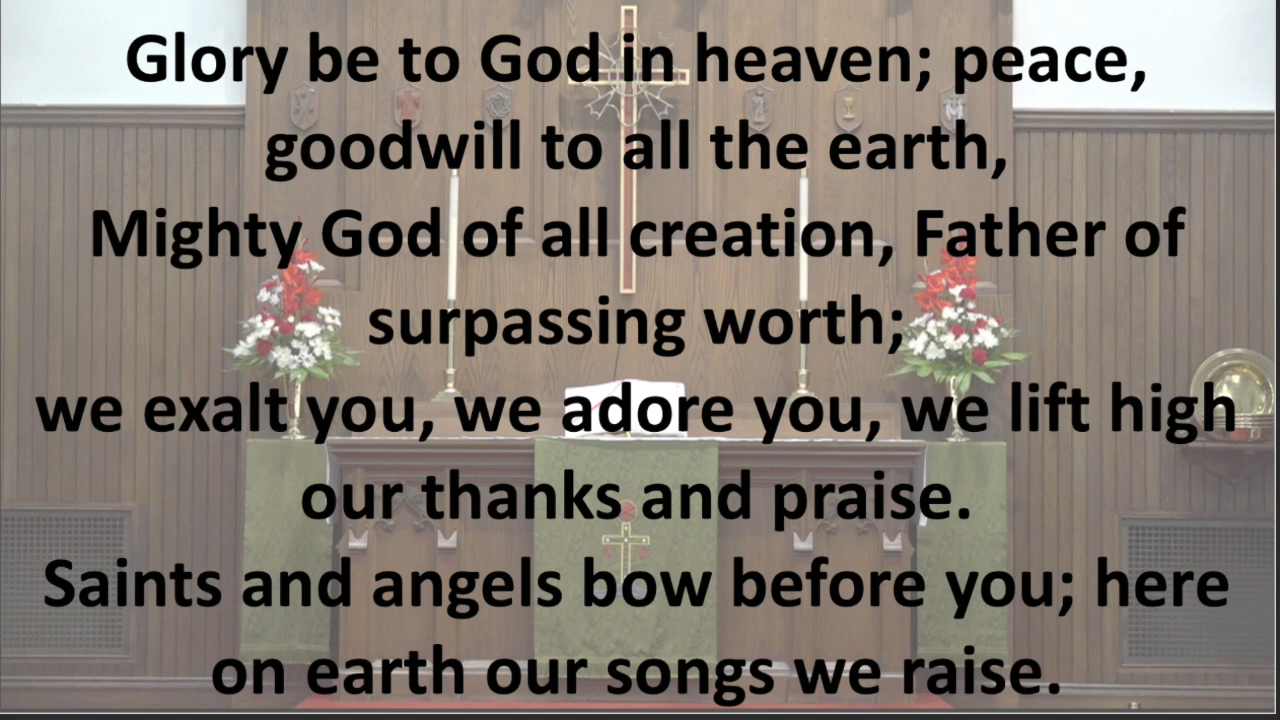 Glory be to God in heaven; peace,
goodwill to all the earth,
Mighty God of all creation, Father of
surpassing worth;
we exalt you, we adore you, we lift high
our thanks and praise.
Saints and angels bow before you; here
on earth our songs we raise.